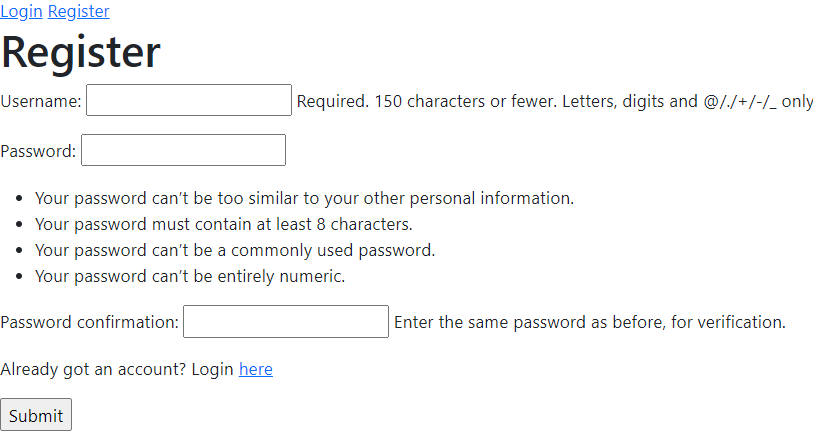 Login Register
Register
Username: Required. 150 characters or fewer. Letters, digits and @/./+/-/_ only
Password:
Your password can’t be too similar to your other personal information.
Your password must contain at least 8 characters.
Your password can’t be a commonly used password.
Your password can’t be entirely numeric.
Password confirmation: Enter the same password as before, for verification.
Already got an account? Login here
Submit